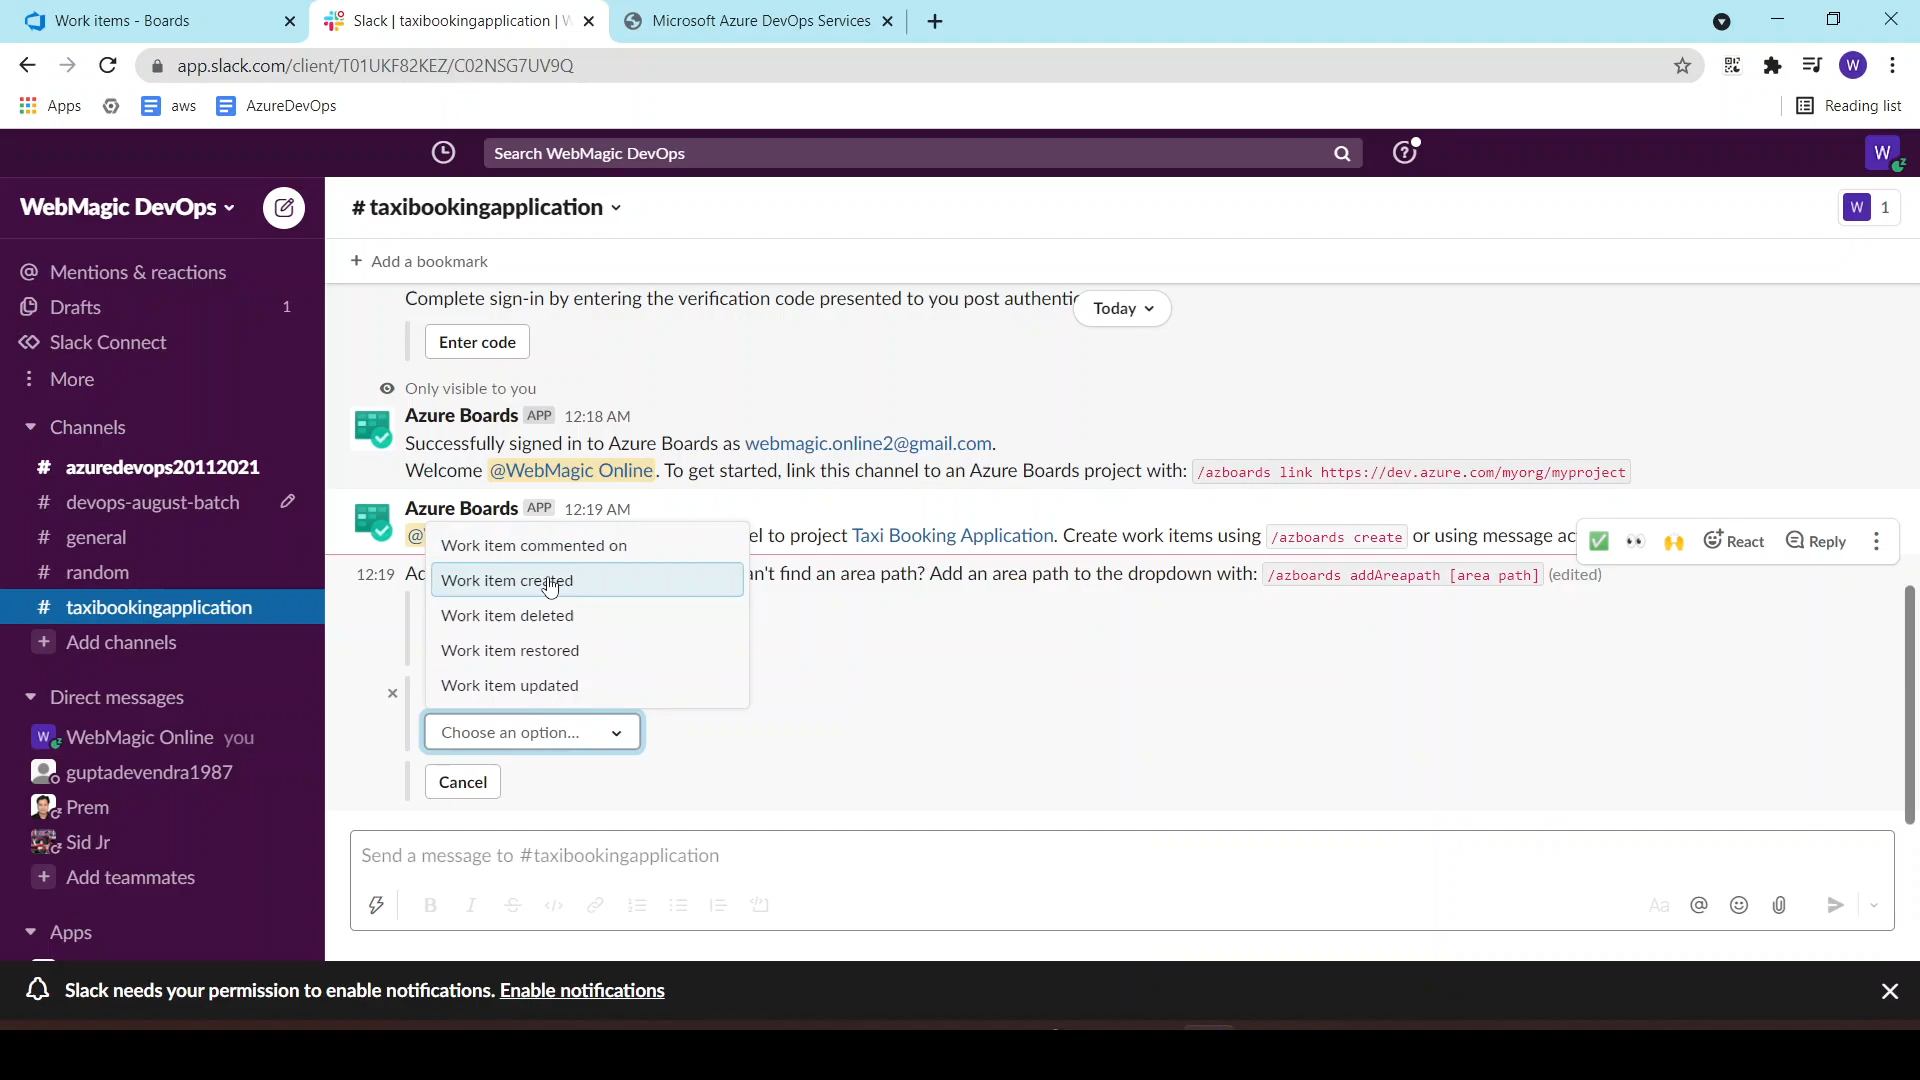 Work items - Boards
Slack | taxibookingapplication |
Microsoft Azure DevOps Services
app.slack.com/client/T01UKF82KEZ/C02NSG7UV9Q
W
Apps
aws
AzureDevOps
Reading list
Search WebMagic DevOps
W
WebMagic DevOps
# taxibookingapplication
W 1
+ Add a bookmark
@ Mentions & reactions
Drafts 1
Slack Connect
More
Channels
# azuredevops20112021
# devops-august-batch
# general
# random
# taxibookingapplication
+ Add channels
Direct messages
W WebMagic Online you
guptadevendra1987
Prem
Sid Jr
+ Add teammates
Apps
Complete sign-in by entering the verification code presented to you post
Today
Enter code
Only visible to you
Azure Boards APP 12:18 AM
Successfully signed in to Azure Boards as webmagic.online2@gmail.com.
Welcome @WebMagic Online. To get started, link this channel to an Azure Boards project with: /azboards link https://dev.azure.com/myorg/myproject
Azure Boards APP 12:19 AM
to project Taxi Booking Application. Create work items using /azboards create or using message
React
Reply
12:19 find an area path? Add an area path to the dropdown with: /azboards addAreapath [area path] (edited)
Work item commented on
Work item created
Work item deleted
Work item restored
Work item updated
Choose an option...
Cancel
Send a message to #taxibookingapplication
B I S </>
Aa @
Slack needs your permission to enable notifications. Enable notifications